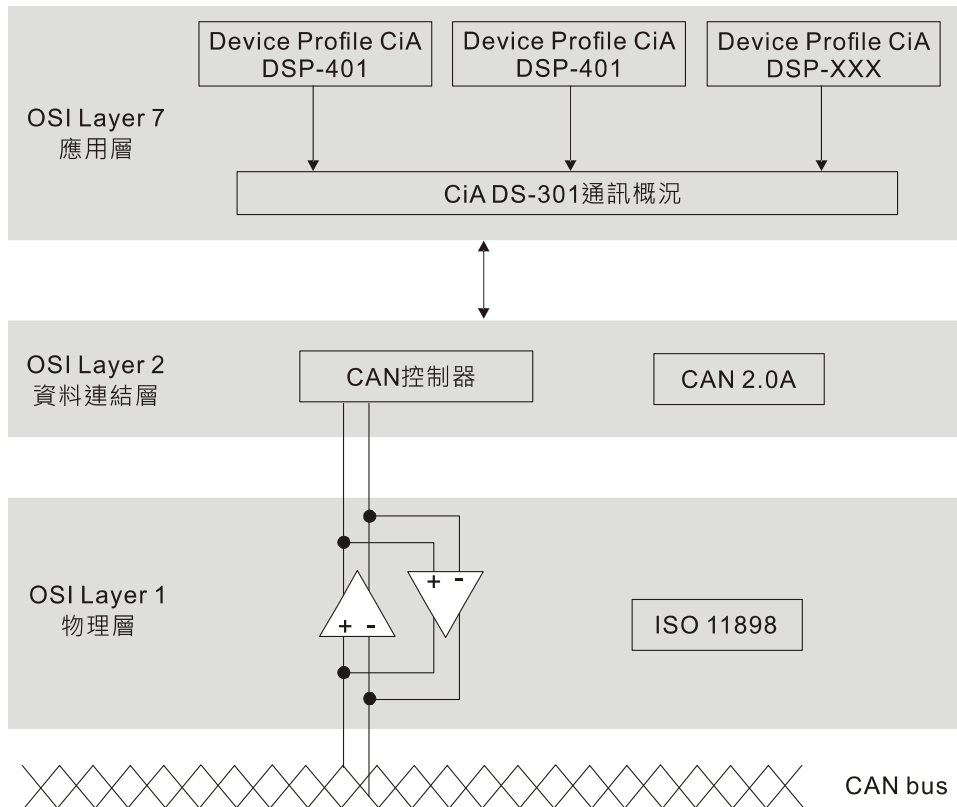 Device Profile CiA
DSP-401
Device Profile CiA
DSP-401
Device Profile CiA
DSP-XXX
OSI Layer 7
應用層
CiA DS-301通訊概況
OSI Layer 2
資料連結層
CAN控制器
CAN 2.0A
OSI Layer 1
物理層
+ -
+ -
ISO 11898
CAN bus